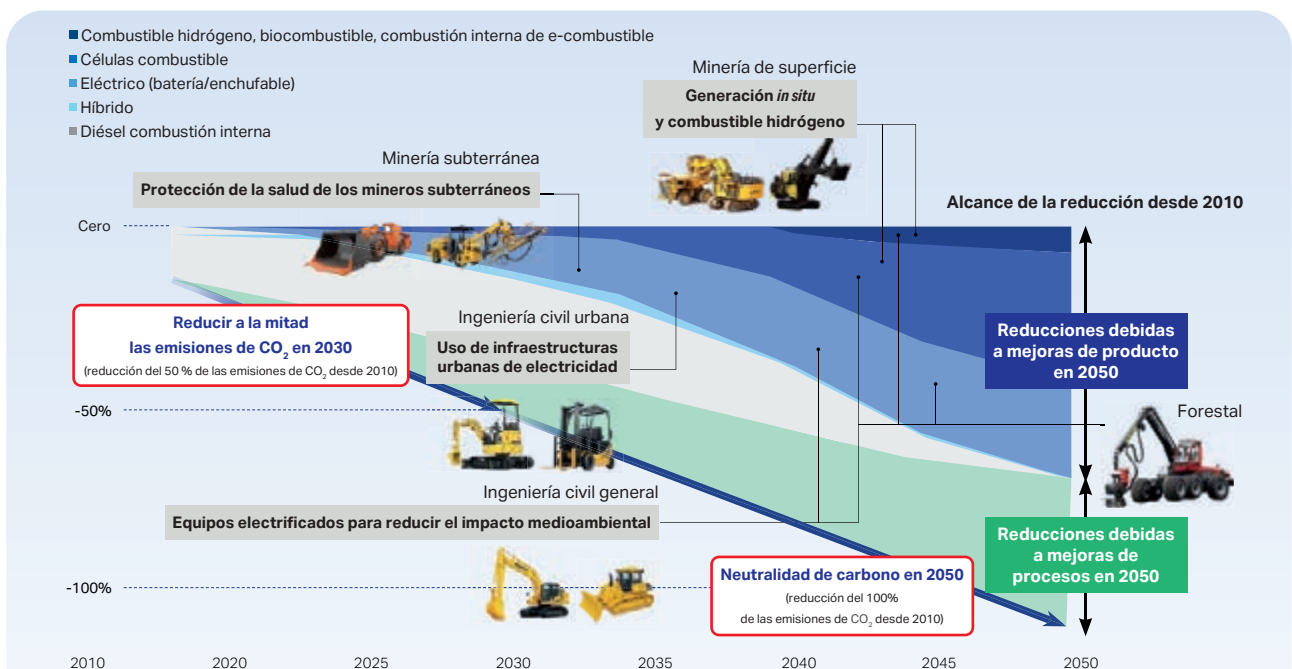 Combustible hidrógeno, biocombustible, combustión interna de e-combustible
Células combustible
Eléctrico (batería/enchufable)
Híbrido
Diésel combustión interna
Minería de superficie
Generación in situ
y combustible hidrógeno
Minería subterránea
Protección de la salud de los mineros subterráneos
Alcance de la reducción desde 2010
Cero
Reducir a la mitad
las emisiones de CO₂ en 2030
(reducción del 50 % de las emisiones de CO₂ desde 2010)
Ingeniería civil urbana
Uso de infraestructuras
urbanas de electricidad
Reducciones debidas
a mejoras de producto
en 2050
-50%
Forestal
Ingeniería civil general
Equipos electrificados para reducir el impacto medioambiental
Reducciones debidas
a mejoras de
procesos en 2050
-100%
Neutralidad de carbono en 2050
(reducción del 100%
de las emisiones de CO₂ desde 2010)
2010 2020 2025 2030 2035 2040 2045 2050